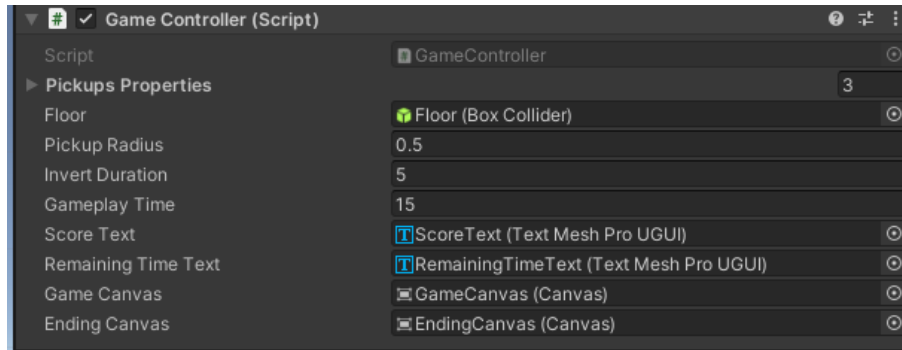 Game Controller (Script)
Script GameController
Pickups Properties 3
Floor Floor (Box Collider)
Pickup Radius 0.5
Invert Duration 5
Gameplay Time 15
Score Text ScoreText (Text Mesh Pro UGUI)
Remaining Time Text RemainingTimeText (Text Mesh Pro UGUI)
Game Canvas GameCanvas (Canvas)
Ending Canvas EndingCanvas (Canvas)